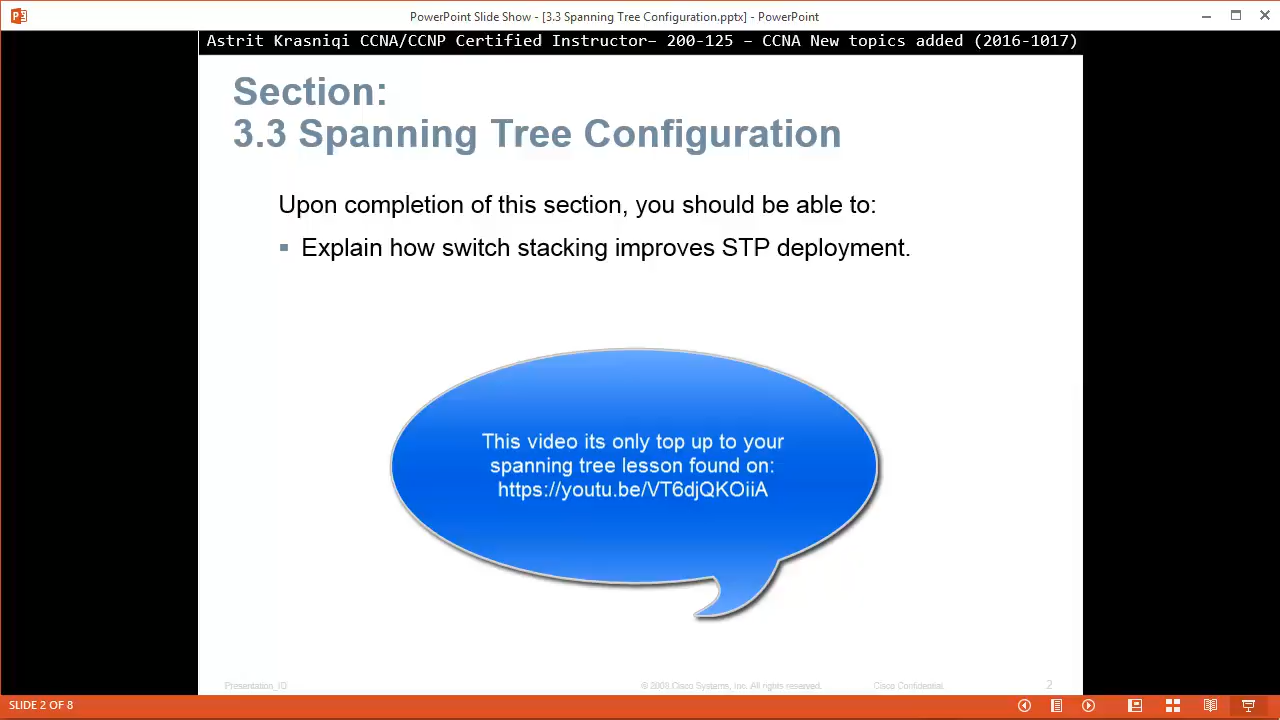 PowerPoint Slide Show - [3.3 Spanning Tree Configuration.pptx] - PowerPoint
Astrit Krasniqi CCNA/CCNP Certified Instructor– 200-125 – CCNA New topics added (2016-1017)
Section:
3.3 Spanning Tree Configuration
Upon completion of this section, you should be able to:
▪ Explain how switch stacking improves STP deployment.
This video its only top up to your
spanning tree lesson found on:
https://youtu.be/VT6djQKOiiA
Presentation_ID
© 2008 Cisco Systems, Inc. All rights reserved.
Cisco Confidential
2
SLIDE 2 OF 8